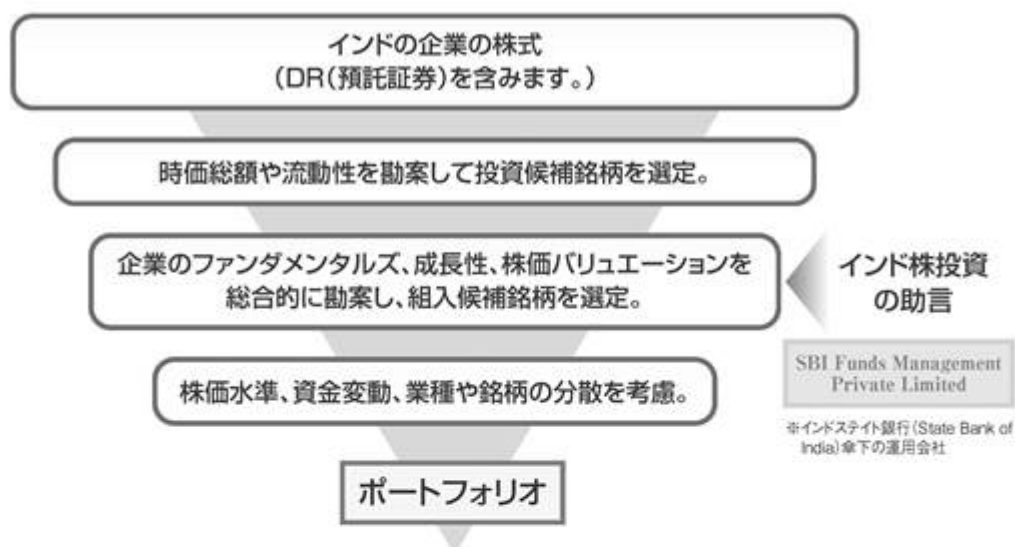 インドの企業の株式
(DR(預託証券)を含みます。)
時価総額や流動性を勘案して投資候補銘柄を選定。
企業のファンダメンタルズ、成長性、株価バリュエーションを
総合的に勘案し、組入候補銘柄を選定。
インド株投資
の助言
SBI Funds Management
Private Limited
※インドステイト銀行(State Bank of
India)傘下の運用会社
株価水準、資金変動、業種や銘柄の分散を考慮。
ポートフォリオ